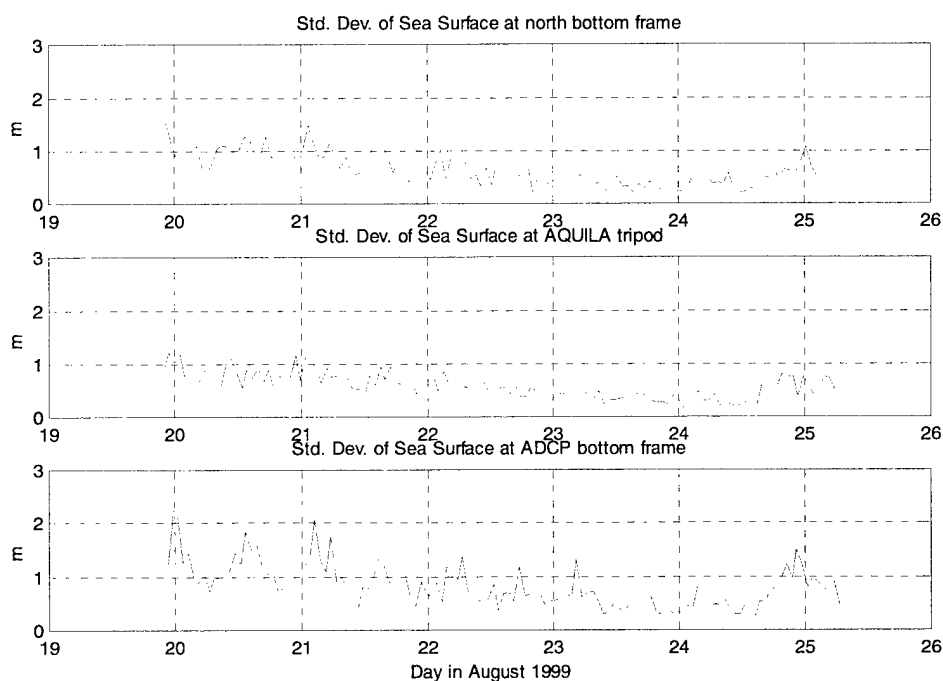 Std. Dev. of Sea Surface at north bottom frame
3
2
1
0
m
19 20 21 22 23 24 25 26
Std. Dev. of Sea Surface at AQUILA tripod
3
2
1
0
m
19 20 21 22 23 24 25 26
Std. Dev. of Sea Surface at ADCP bottom frame
3
2
1
0
m
19 20 21 22 23 24 25 26
Day in August 1999